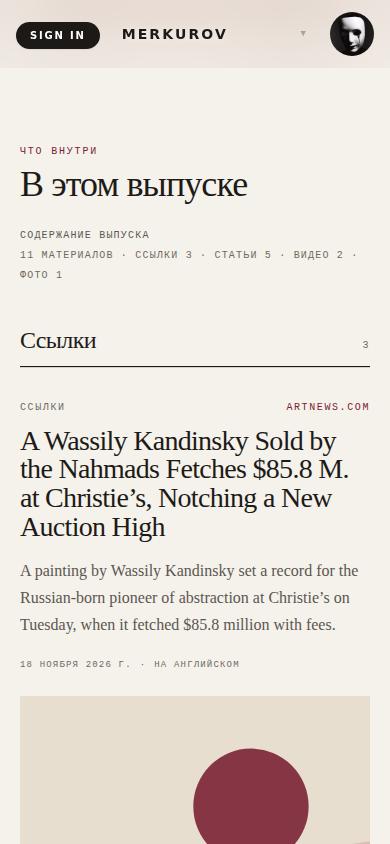 SIGN IN
MERKUROV
▼
ЧТО ВНУТРИ
В этом выпуске
СОДЕРЖАНИЕ ВЫПУСКА
11 МАТЕРИАЛОВ · ССЫЛКИ 3 · СТАТЬИ 5 · ВИДЕО 2 ·
ФОТО 1
Ссылки
3
ССЫЛКИ
ARTNEWS.COM
A Wassily Kandinsky Sold by
the Nahmads Fetches $85.8 M.
at Christie’s, Notching a New
Auction High
A painting by Wassily Kandinsky set a record for the
Russian-born pioneer of abstraction at Christie’s on
Tuesday, when it fetched $85.8 million with fees.
18 НОЯБРЯ 2026 Г. · НА АНГЛИЙСКОМ